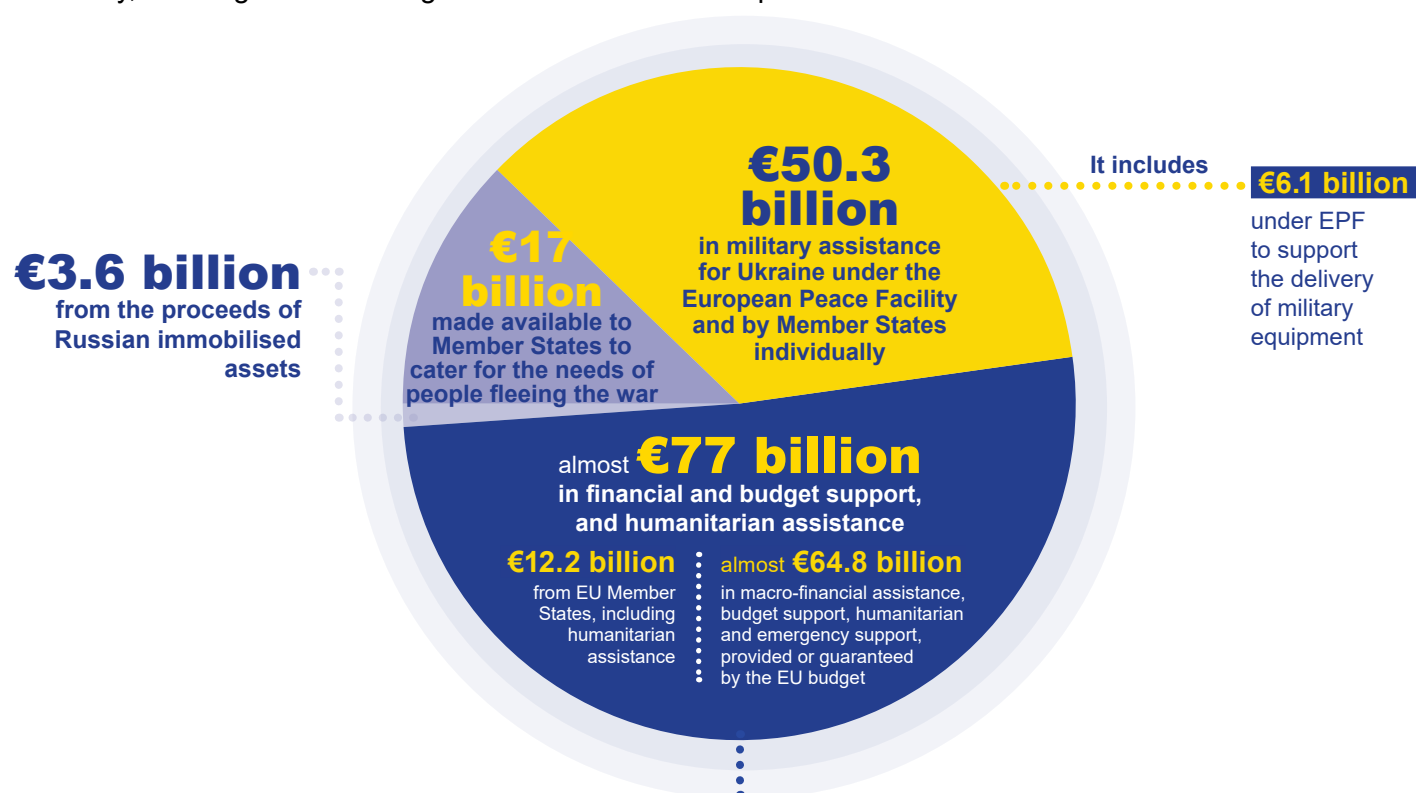 €50.3
billion
in military assistance
for Ukraine under the
European Peace Facility
and by Member States
individually
It includes
€6.1 billion
under EPF
to support
the delivery
of military
equipment
€17
billion
made available to
Member States to
cater for the needs of
people fleeing the war
€3.6 billion
from the proceeds of
Russian immobilised
assets
almost €77 billion
in financial and budget support,
and humanitarian assistance
€12.2 billion
from EU Member
States, including
humanitarian
assistance
almost €64.8 billion
in macro-financial assistance,
budget support, humanitarian
and emergency support,
provided or guaranteed
by the EU budget